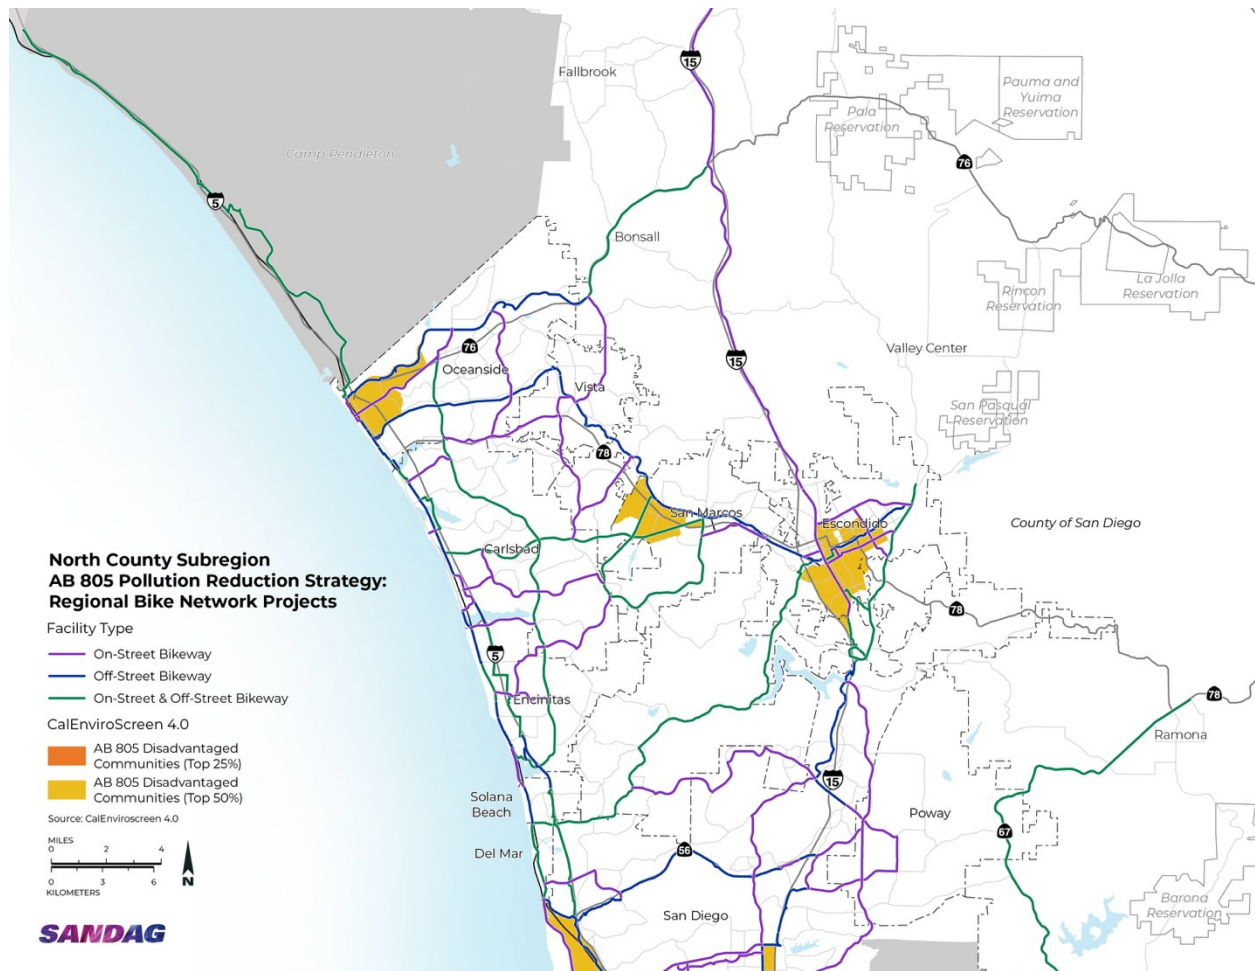 Fallbrook
15
Pauma and
Yuima
Reservation
Pala
Reservation
Camp Pendleton
76
5
Bonsall
La Jolla
Reservation
Rincon
Reservation
76
Oceanside
15
Valley Center
Vista
San Pasqual
Reservation
78
San Marcos
Escondido
County of San Diego
Carlsbad
North County Subregion
AB 805 Pollution Reduction Strategy:
Regional Bike Network Projects
Facility Type
On-Street Bikeway
Off-Street Bikeway
On-Street & Off-Street Bikeway
CalEnviroScreen 4.0
AB 805 Disadvantaged
Communities (Top 25%)
AB 805 Disadvantaged
Communities (Top 50%)
Source: CalEnviroscreen 4.0
MILES
0 2 4
0 3 6
KILOMETERS
N
SANDAG
78
5
Encinitas
78
Ramona
15
Solana
Beach
Poway
67
Del Mar
56
San Diego
Barona
Reservation